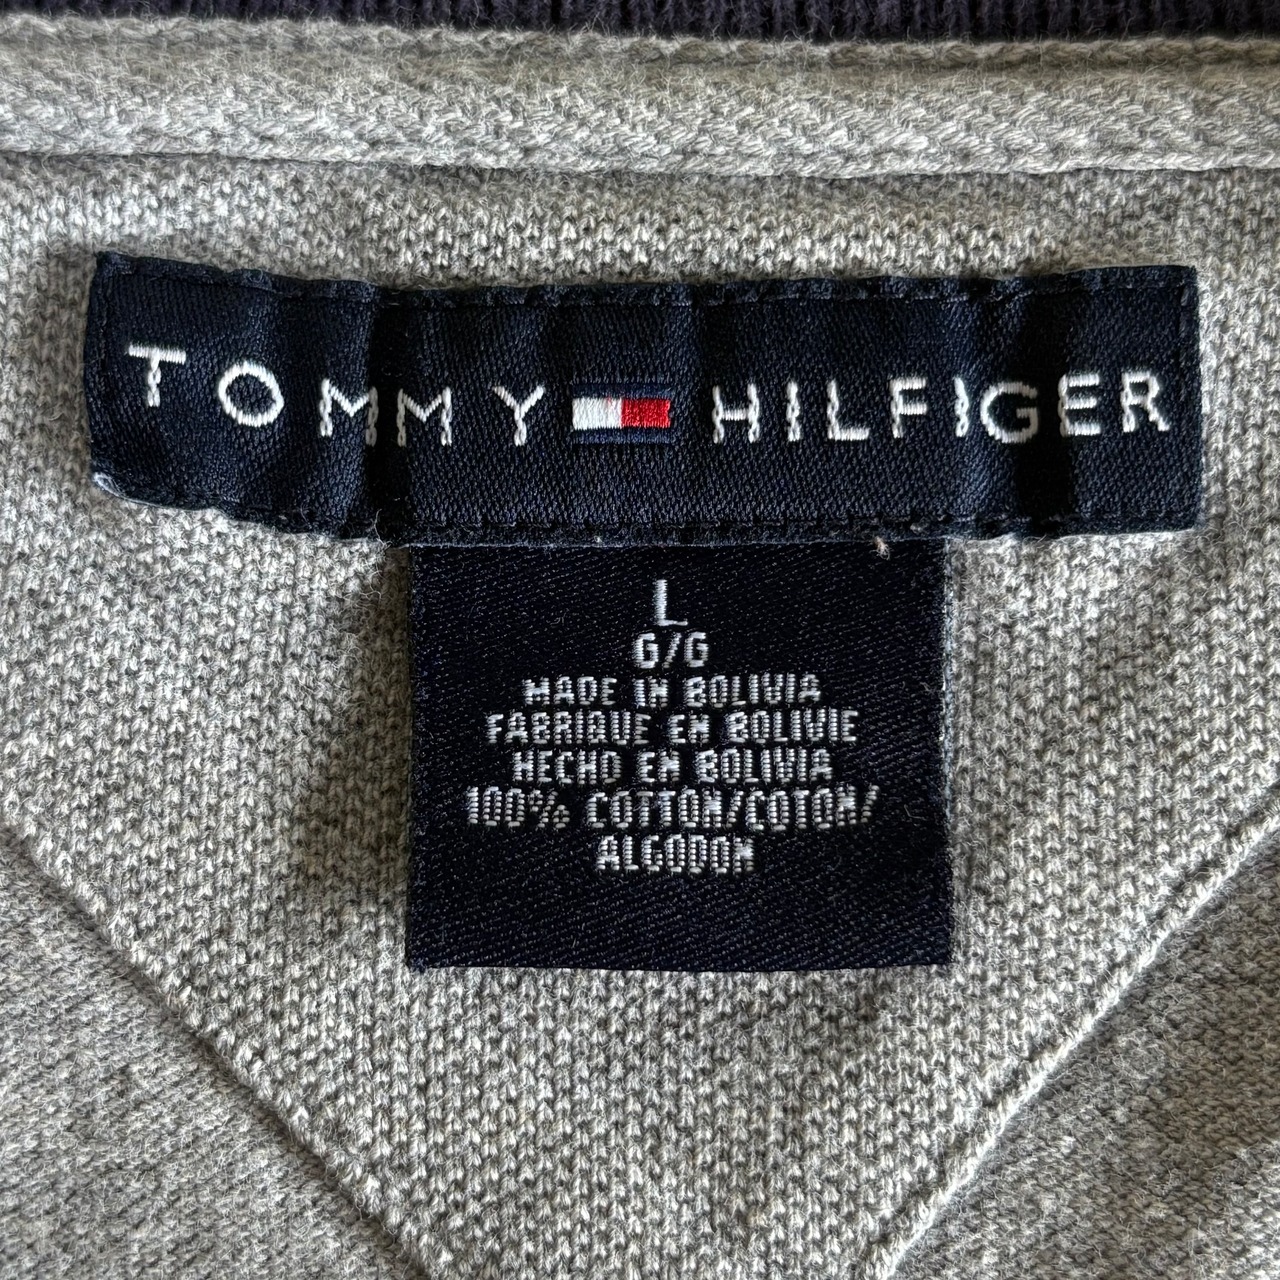 TOMMY HILFIGER
L
G/G
MADE IN BOLIVIA
FABRIQUE EN BOLIVIE
HECHO EN BOLIVIA
100% COTTON/COTON/
ALGODON